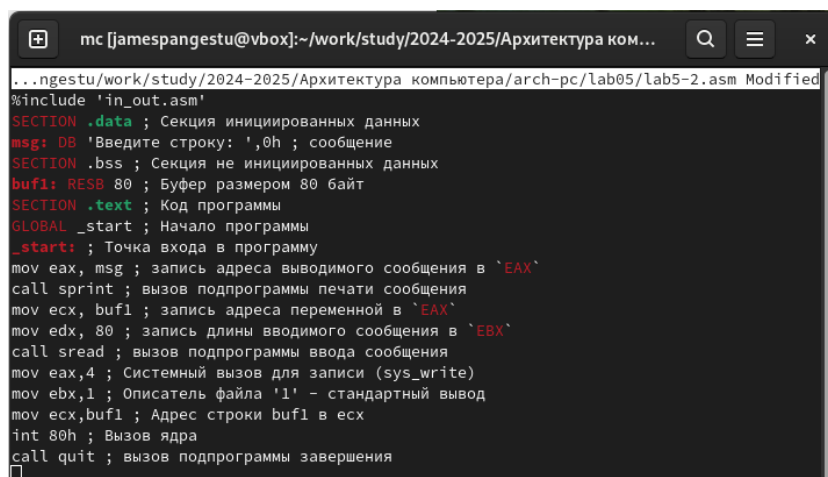 mc [jamespangestu@vbox]:~/work/study/2024-2025/Архитектура ком...
...ngestu/work/study/2024-2025/Архитектура компьютера/arch-pc/lab05/lab5-2.asm Modified
%include 'in_out.asm'
SECTION .data ; Секция инициированных данных
msg: DB 'Введите строку: ',0h ; сообщение
SECTION .bss ; Секция не инициированных данных
buf1: RESB 80 ; Буфер размером 80 байт
SECTION .text ; Код программы
GLOBAL _start ; Начало программы
_start: ; Точка входа в программу
mov eax, msg ; запись адреса выводимого сообщения в `EAX`
call sprint ; вызов подпрограммы печати сообщения
mov ecx, buf1 ; запись адреса переменной в `EAX`
mov edx, 80 ; запись длины вводимого сообщения в `EBX`
call sread ; вызов подпрограммы ввода сообщения
mov eax,4 ; Системный вызов для записи (sys_write)
mov ebx,1 ; Описатель файла '1' - стандартный вывод
mov ecx,buf1 ; Адрес строки buf1 в ecx
int 80h ; Вызов ядра
call quit ; вызов подпрограммы завершения